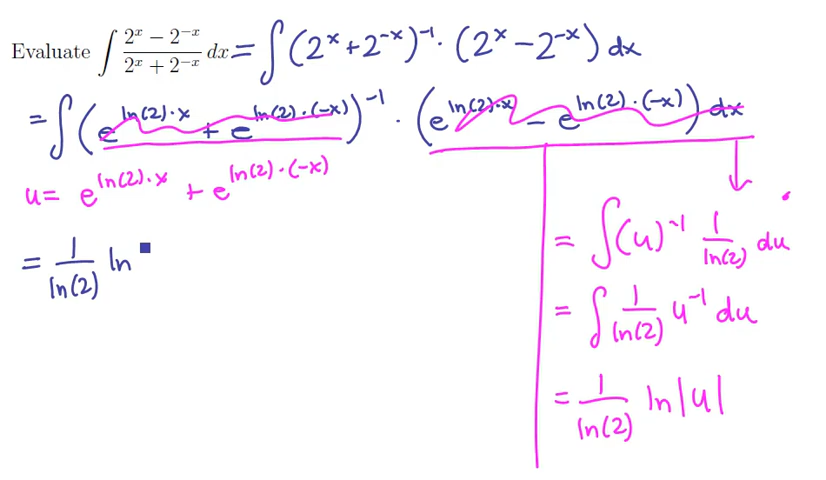 Evaluate ∫ (2^x − 2^{−x})/(2^x + 2^{−x}) dx = ∫ (2^x + 2^{-x})^{-1} · (2^x − 2^{-x}) dx
= ∫ (e^{ln(2)·x} + e^{ln(2)·(-x)})^{-1} · (e^{ln(2)·x} − e^{ln(2)·(-x)}) dx
u = e^{ln(2)·x} + e^{ln(2)·(-x)}
= 1/ln(2) ln
= ∫ (u)^{-1} 1/ln(2) du
= ∫ 1/ln(2) u^{-1} du
= 1/ln(2) ln|u|